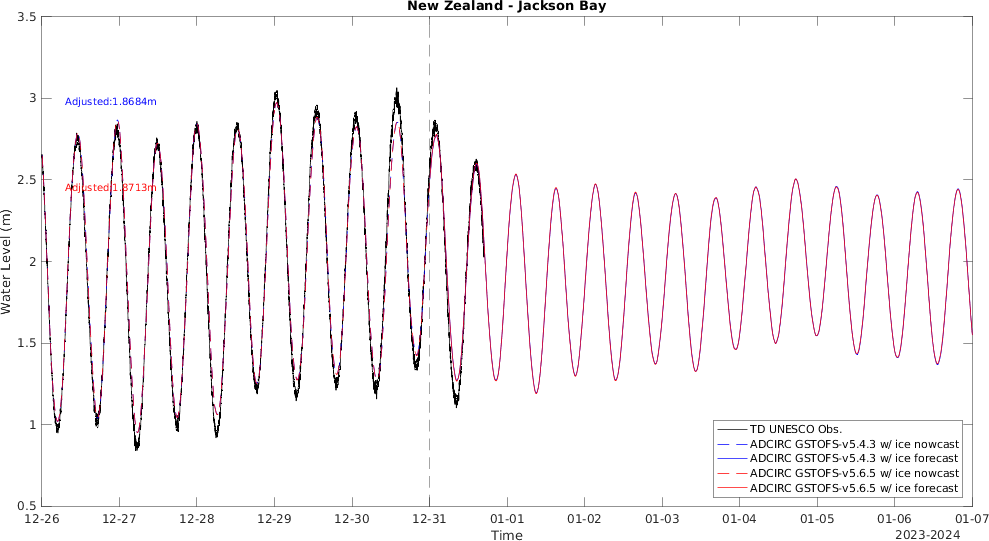 New Zealand - Jackson Bay
3.5
3
2.5
2
1.5
1
0.5
Water Level (m)
Adjusted:1.8684m
Adjusted:1.8713m
TD UNESCO Obs.
ADCIRC GSTOFS-v5.4.3 w/ ice nowcast
ADCIRC GSTOFS-v5.4.3 w/ ice forecast
ADCIRC GSTOFS-v5.6.5 w/ ice nowcast
ADCIRC GSTOFS-v5.6.5 w/ ice forecast
12-26 12-27 12-28 12-29 12-30 12-31 01-01 01-02 01-03 01-04 01-05 01-06 01-07
Time
2023-2024